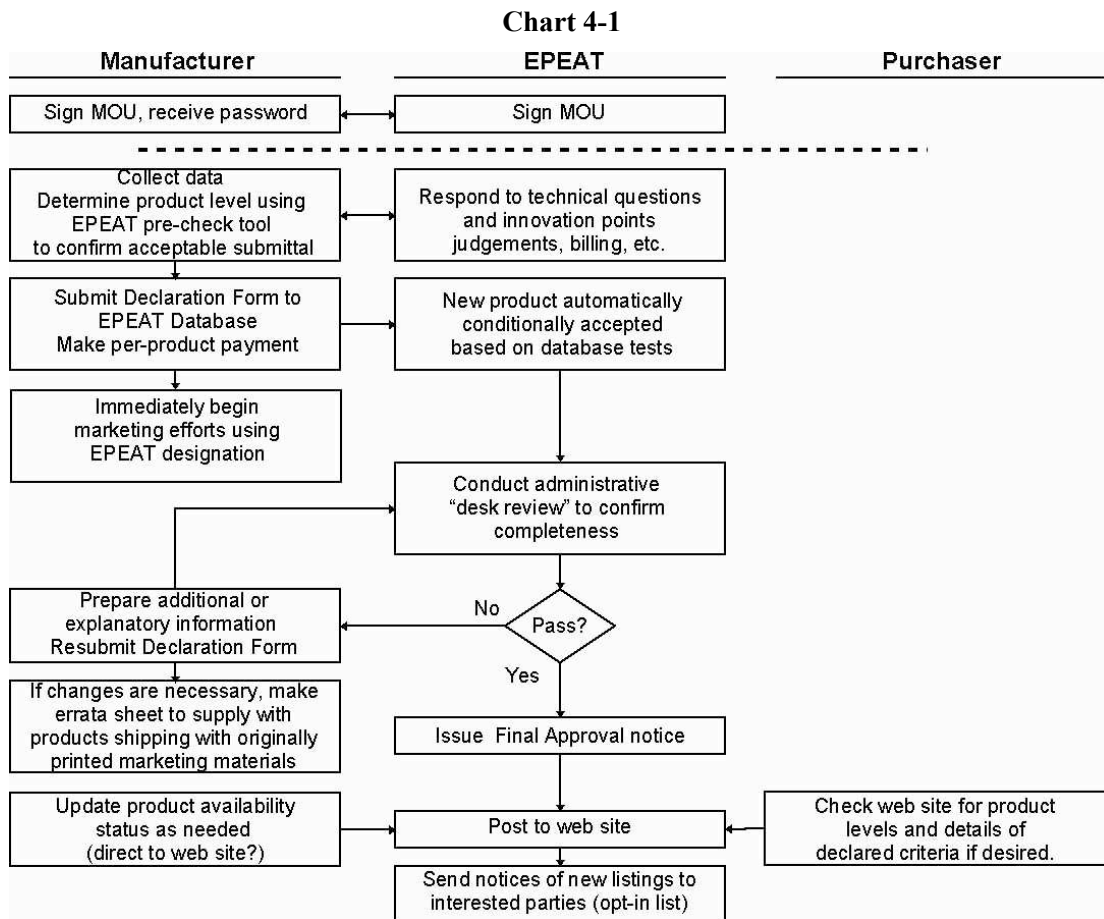 Chart 4-1
Manufacturer
EPEAT
Purchaser
Sign MOU, receive password
Sign MOU
Collect data
Determine product level using
EPEAT pre-check tool
to confirm acceptable submittal
Respond to technical questions
and innovation points
judgements, billing, etc.
Submit Declaration Form to
EPEAT Database
Make per-product payment
New product automatically
conditionally accepted
based on database tests
Immediately begin
marketing efforts using
EPEAT designation
Conduct administrative
“desk review” to confirm
completeness
Prepare additional or
explanatory information
Resubmit Declaration Form
No
Pass?
Yes
If changes are necessary, make
errata sheet to supply with
products shipping with originally
printed marketing materials
Issue Final Approval notice
Update product availability
status as needed
(direct to web site?)
Post to web site
Check web site for product
levels and details of
declared criteria if desired.
Send notices of new listings to
interested parties (opt-in list)